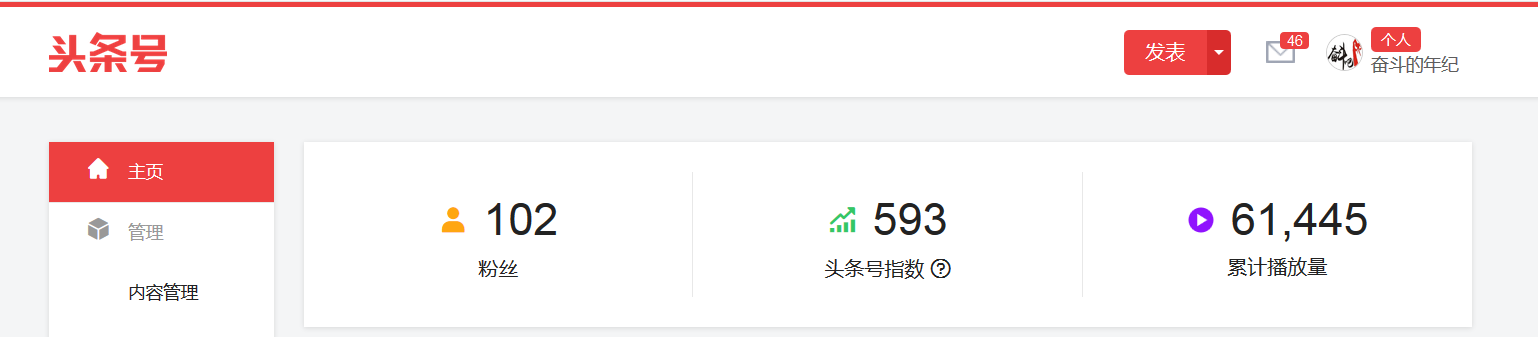 头条号
发表
46
个人
奋斗的年纪
主页
管理
内容管理
102
粉丝
593
头条号指数 ?
61,445
累计播放量